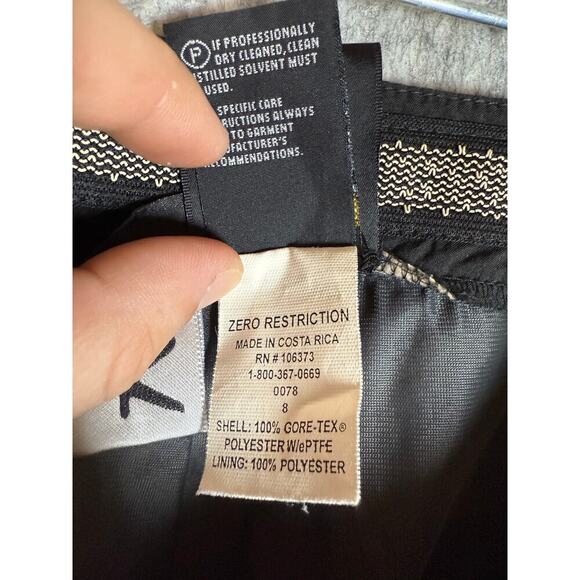 P IF PROFESSIONALLY
DRY CLEANED, CLEAN
STILLED SOLVENT MUST
USED.
SPECIFIC CARE
RUCTIONS ALWAYS
TO GARMENT
UFACTURER'S
COMMENDATIONS.
ZERO RESTRICTION
MADE IN COSTA RICA
RN # 106373
1-800-367-0669
0078
8
SHELL: 100% GORE-TEX®
POLYESTER W/ePTFE
LINING: 100% POLYESTER